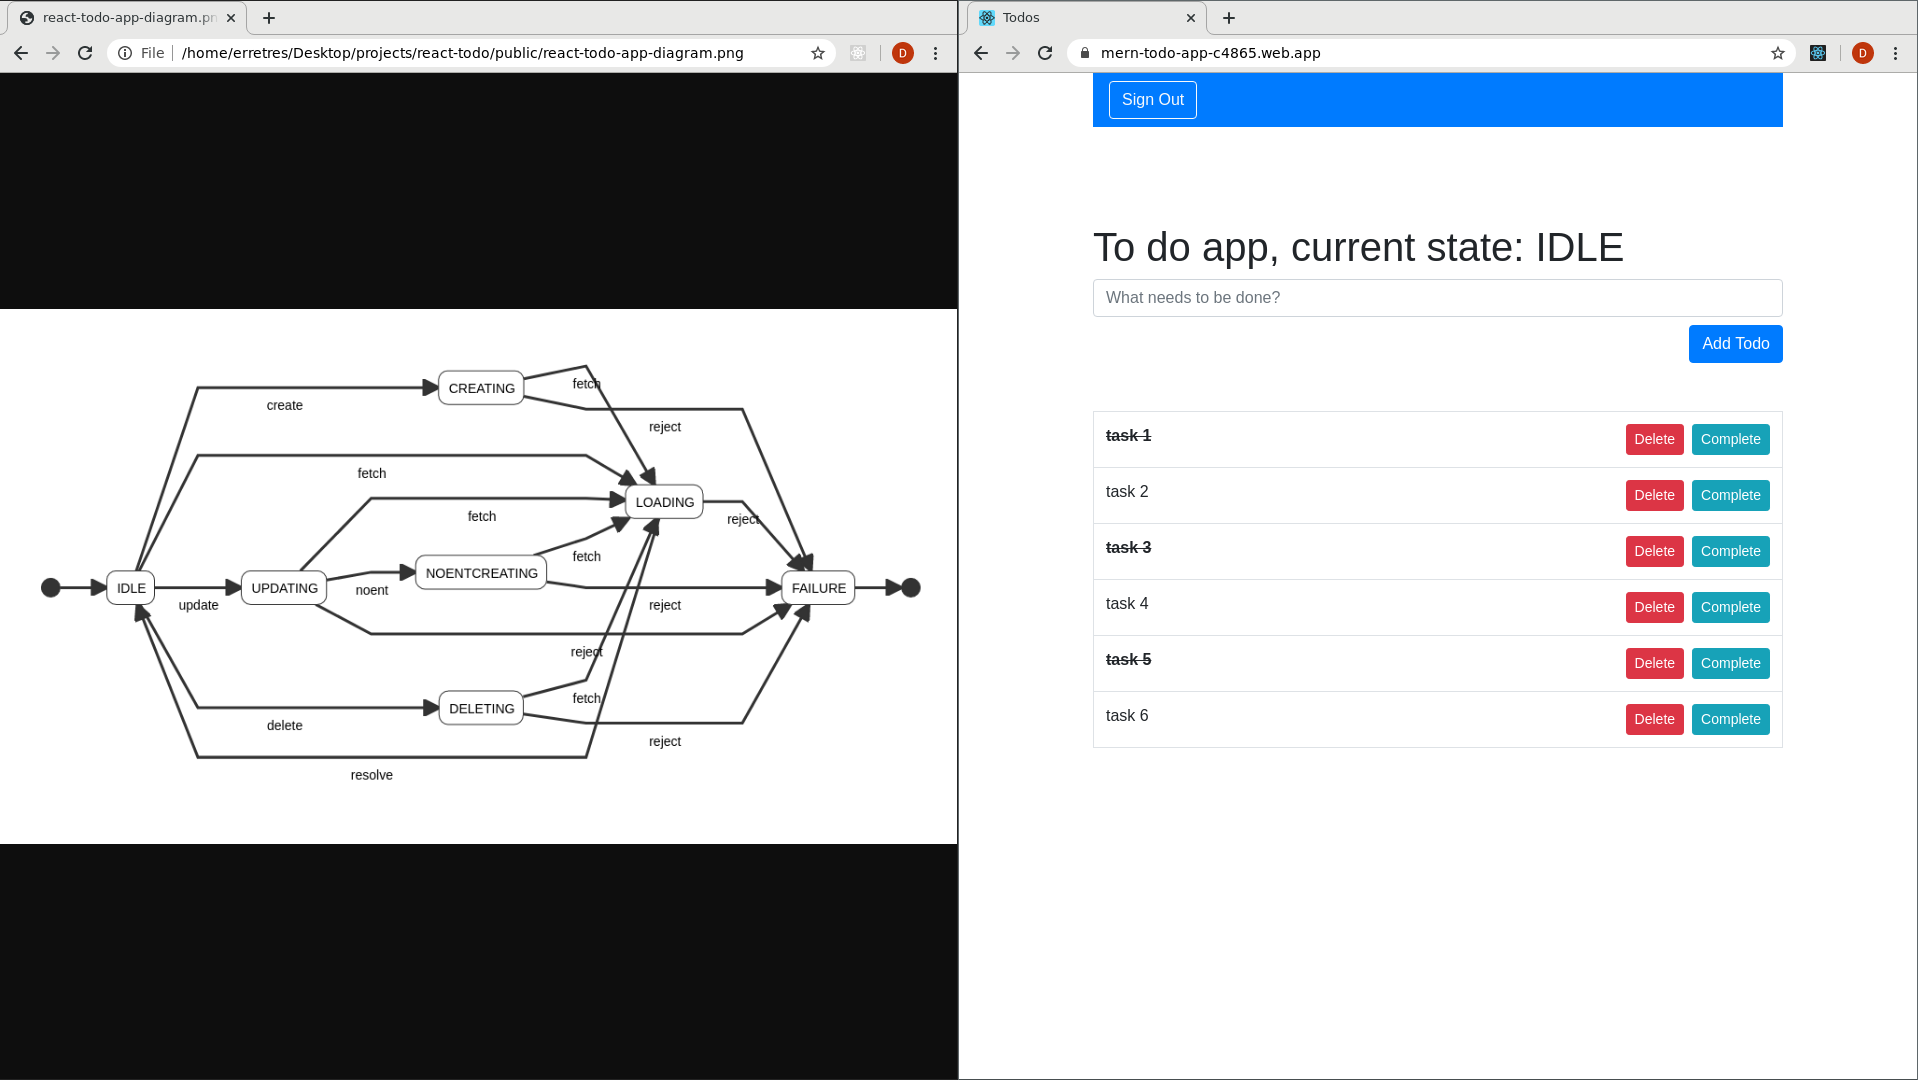 react-todo-app-diagram.pn
File
/home/erretres/Desktop/projects/react-todo/public/react-todo-app-diagram.png
D
CREATING
fetch
create
reject
fetch
LOADING
fetch
reject
fetch
NOENTCREATING
IDLE
UPDATING
FAILURE
noent
update
reject
reject
fetch
DELETING
delete
reject
resolve
Todos
mern-todo-app-c4865.web.app
D
Sign Out
To do app, current state: IDLE
What needs to be done?
Add Todo
task 1 Delete Complete
task 2 Delete Complete
task 3 Delete Complete
task 4 Delete Complete
task 5 Delete Complete
task 6 Delete Complete